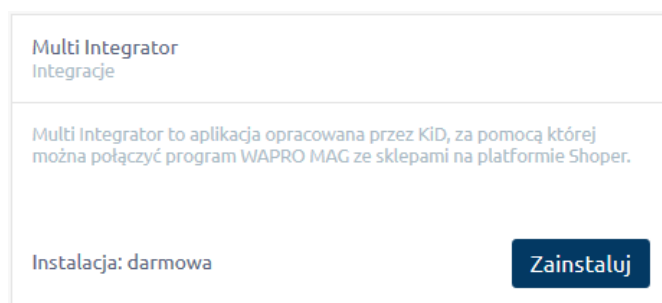 Multi Integrator
Integracje
Multi Integrator to aplikacja opracowana przez KiD, za pomocą której
można połączyć program WAPRO MAG ze sklepami na platformie Shoper.
Instalacja: darmowa
Zainstaluj